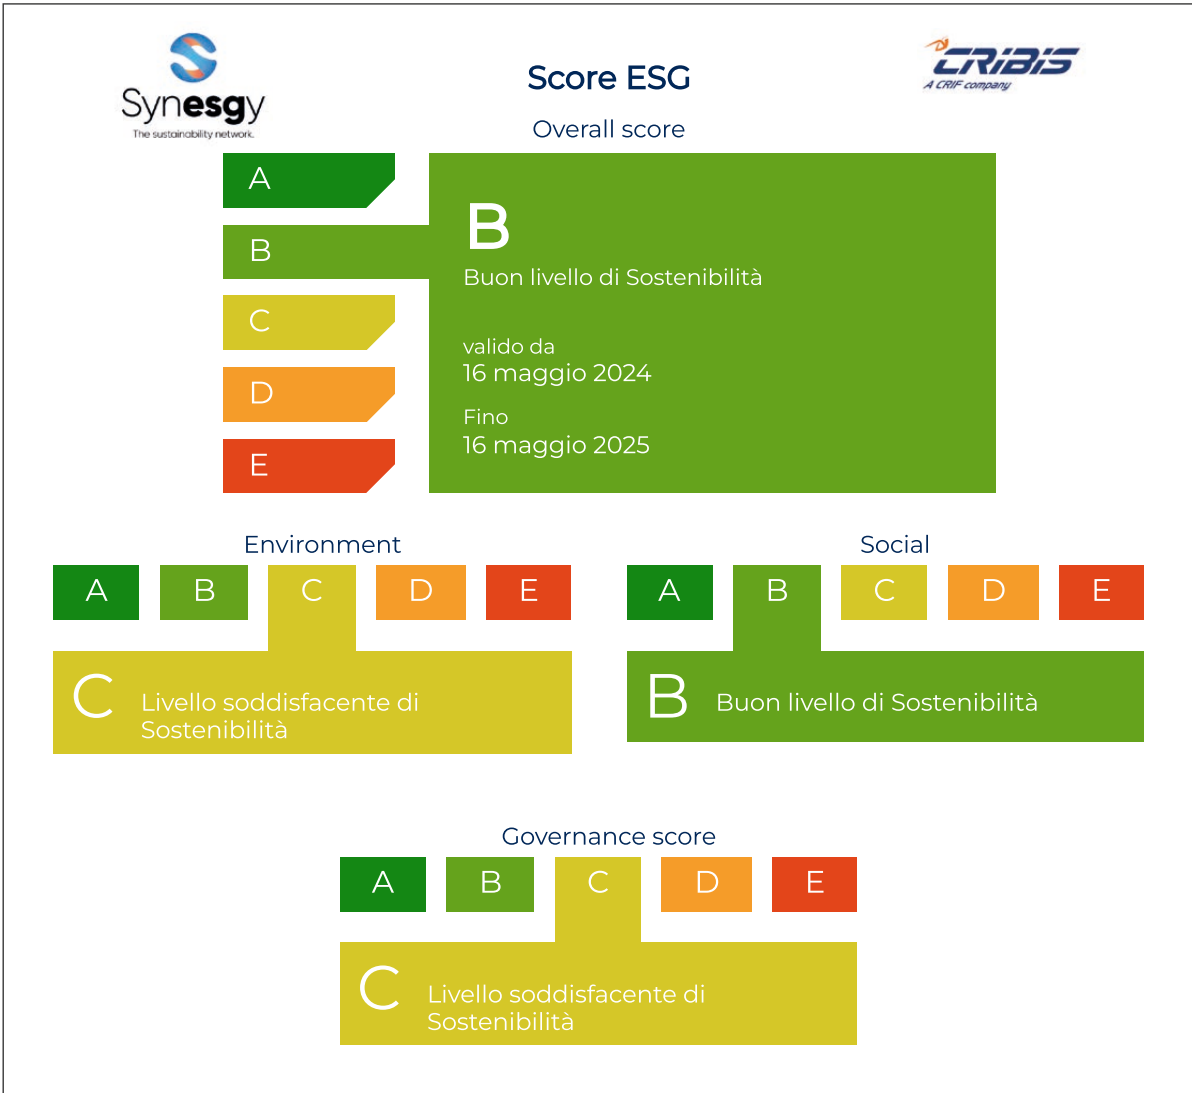 Synesgy
The sustainability network.
Score ESG
CRIBIS
A CRIF company
Overall score
A
B
C
D
E
B
Buon livello di Sostenibilità
valido da
16 maggio 2024
Fino
16 maggio 2025
Environment
A B C D E
C
Livello soddisfacente di
Sostenibilità
Social
A B C D E
B Buon livello di Sostenibilità
Governance score
A B C D E
C
Livello soddisfacente di
Sostenibilità